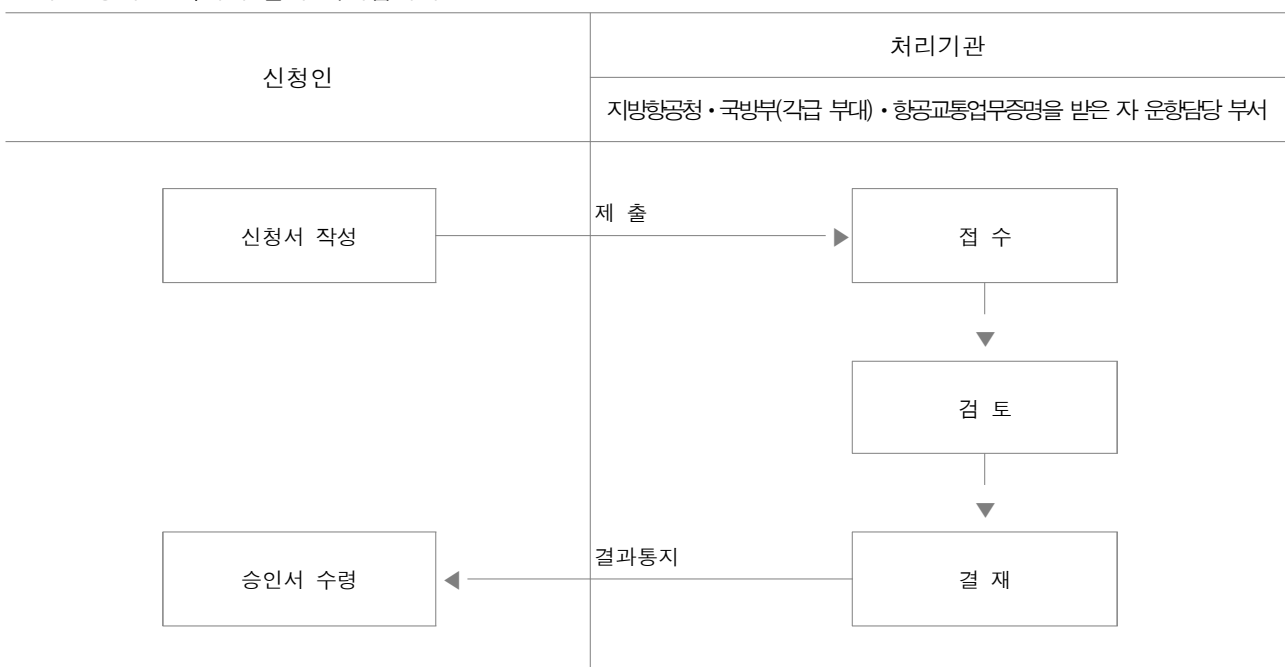 신청인
처리기관
지방항공청・국방부(각급 부대)・항공교통업무증명을 받은 자 운항담당 부서
신청서 작성
제 출
접 수
검 토
승인서 수령
결과통지
결 재